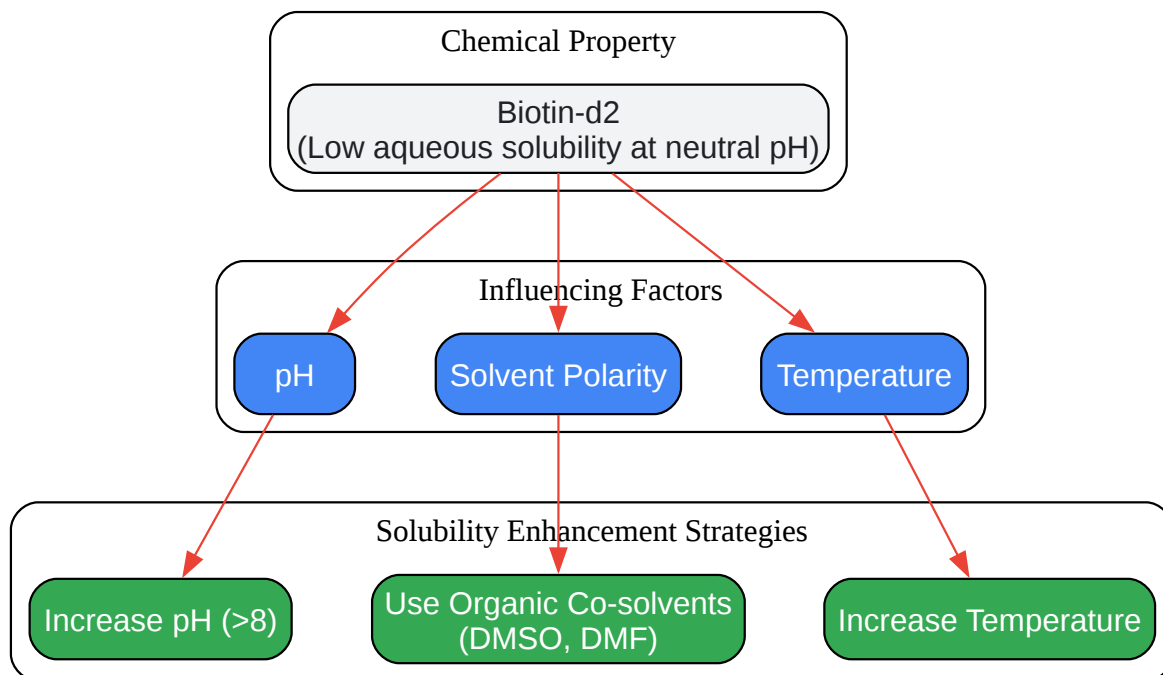 Chemical Property
Biotin-d2
(Low aqueous solubility at neutral pH)
Influencing Factors
pH
Solvent Polarity
Temperature
Solubility Enhancement Strategies
Increase pH (>8)
Use Organic Co-solvents
(DMSO, DMF)
Increase Temperature